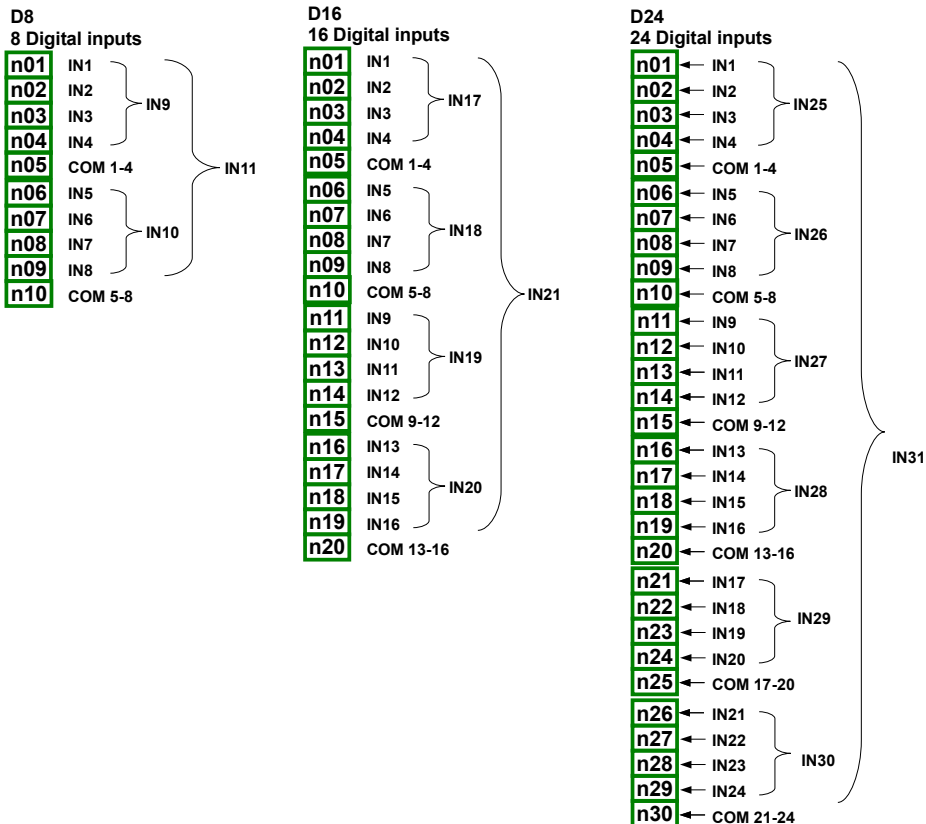 D8
8 Digital inputs
n01 IN1
n02 IN2
IN9
n03 IN3
n04 IN4
n05 COM 1-4
IN11
n06 IN5
n07 IN6
IN10
n08 IN7
n09 IN8
n10 COM 5-8
D16
16 Digital inputs
n01 IN1
n02 IN2
IN17
n03 IN3
n04 IN4
n05 COM 1-4
n06 IN5
n07 IN6
IN18
n08 IN7
n09 IN8
n10 COM 5-8
IN21
n11 IN9
n12 IN10
IN19
n13 IN11
n14 IN12
n15 COM 9-12
n16 IN13
n17 IN14
IN20
n18 IN15
n19 IN16
n20 COM 13-16
D24
24 Digital inputs
n01 IN1
n02 IN2
IN25
n03 IN3
n04 IN4
n05 COM 1-4
n06 IN5
n07 IN6
IN26
n08 IN7
n09 IN8
n10 COM 5-8
n11 IN9
n12 IN10
IN27
n13 IN11
n14 IN12
n15 COM 9-12
IN31
n16 IN13
n17 IN14
IN28
n18 IN15
n19 IN16
n20 COM 13-16
n21 IN17
n22 IN18
IN29
n23 IN19
n24 IN20
n25 COM 17-20
n26 IN21
n27 IN22
IN30
n28 IN23
n29 IN24
n30 COM 21-24